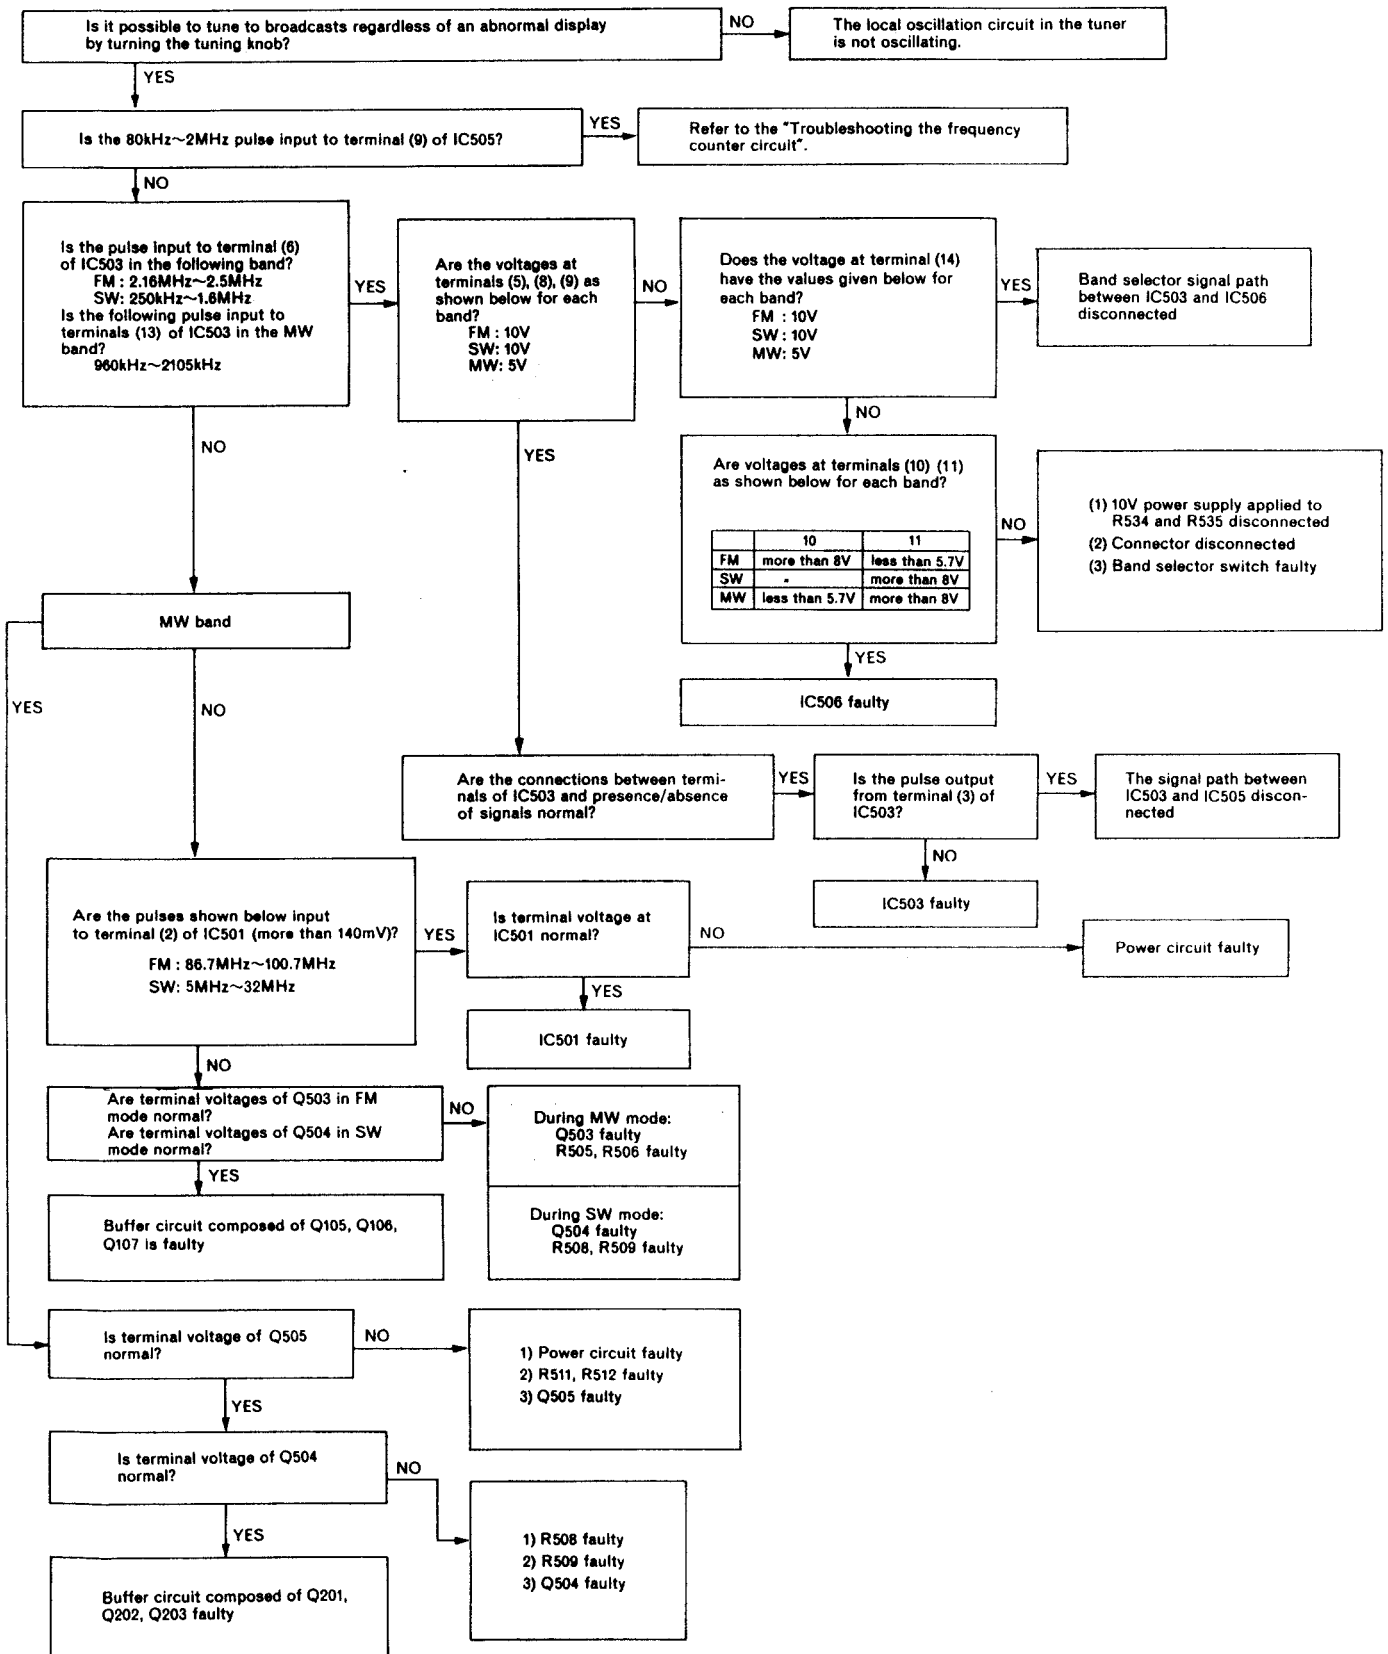 Is it possible to tune to broadcasts regardless of an abnormal display
by turning the tuning knob?
NO
The local oscillation circuit in the tuner
is not oscillating.
YES
Is the 80kHz~2MHz pulse input to terminal (9) of IC505?
YES
Refer to the "Troubleshooting the frequency
counter circuit".
NO
Is the pulse input to terminal (6)
of IC503 in the following band?
FM : 2.16MHz~2.5MHz
SW: 250kHz~1.6MHz
Is the following pulse input to
terminals (13) of IC503 in the MW
band?
960kHz~2105kHz
YES
Are the voltages at
terminals (5), (8), (9) as
shown below for each
band?
FM : 10V
SW: 10V
MW: 5V
NO
Does the voltage at terminal (14)
have the values given below for
each band?
FM : 10V
SW : 10V
MW : 5V
YES
Band selector signal path
between IC503 and IC506
disconnected
NO
YES
NO
Are voltages at terminals (10) (11)
as shown below for each band?
10 11
FM more than 8V less than 5.7V
SW " more than 8V
MW less than 5.7V more than 8V
NO
(1) 10V power supply applied to
R534 and R535 disconnected
(2) Connector disconnected
(3) Band selector switch faulty
YES
IC506 faulty
MW band
YES
NO
Are the connections between termi-
nals of IC503 and presence/absence
of signals normal?
YES
Is the pulse output
from terminal (3) of
IC503?
YES
The signal path between
IC503 and IC505 discon-
nected
NO
IC503 faulty
Are the pulses shown below input
to terminal (2) of IC501 (more than 140mV)?
FM : 86.7MHz~100.7MHz
SW: 5MHz~32MHz
YES
Is terminal voltage at
IC501 normal?
NO
Power circuit faulty
YES
IC501 faulty
NO
Are terminal voltages of Q503 in FM
mode normal?
Are terminal voltages of Q504 in SW
mode normal?
NO
During MW mode:
Q503 faulty
R505, R506 faulty
During SW mode:
Q504 faulty
R508, R509 faulty
YES
Buffer circuit composed of Q105, Q106,
Q107 is faulty
Is terminal voltage of Q505
normal?
NO
1) Power circuit faulty
2) R511, R512 faulty
3) Q505 faulty
YES
Is terminal voltage of Q504
normal?
NO
1) R508 faulty
2) R509 faulty
3) Q504 faulty
YES
Buffer circuit composed of Q201,
Q202, Q203 faulty